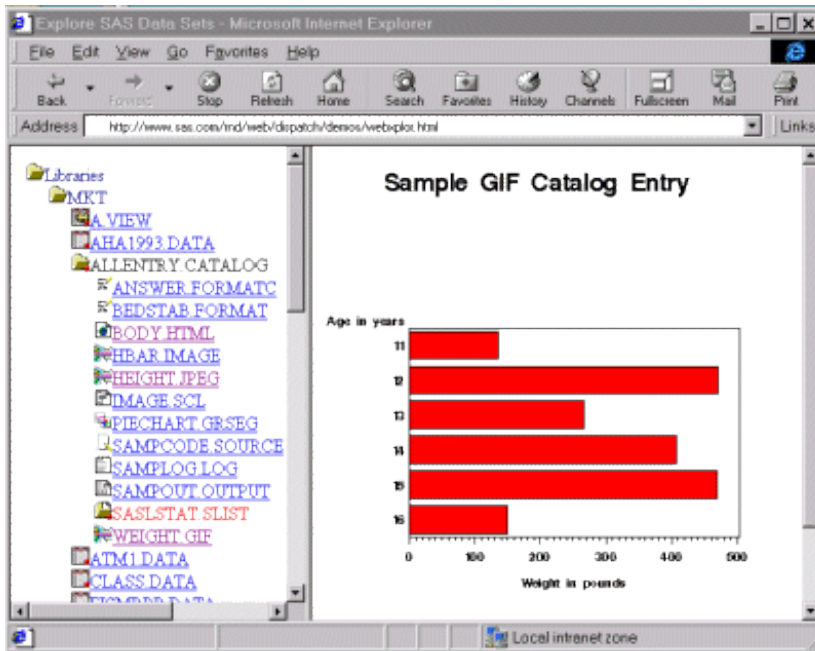 Explore SAS Data Sets - Microsoft Internet Explorer
File Edit View Go Favorites Help
Back Forward Stop Refresh Home Search Favorites History Channels Fullscreen Mail Print
Address http://www.sas.com/rnd/web/dispatch/demos/webxplor.html Links
Libraries
MKT
A.VIEW
AHA1993.DATA
ALLENTRY.CATALOG
ANSWER.FORMATC
BEDSTAB.FORMAT
BODY.HTML
HBAR.IMAGE
HEIGHT.JPEG
IMAGE.SCL
PIECHART.GRSEG
SAMPCODE.SOURCE
SAMPLOG.LOG
SAMPOUT.OUTPUT
SASLSTAT.SLIST
WEIGHT.GIF
ATM1.DATA
CLASS.DATA
Sample GIF Catalog Entry
Age in years
11
12
13
14
15
16
0 100 200 300 400 500
Weight in pounds
Local intranet zone